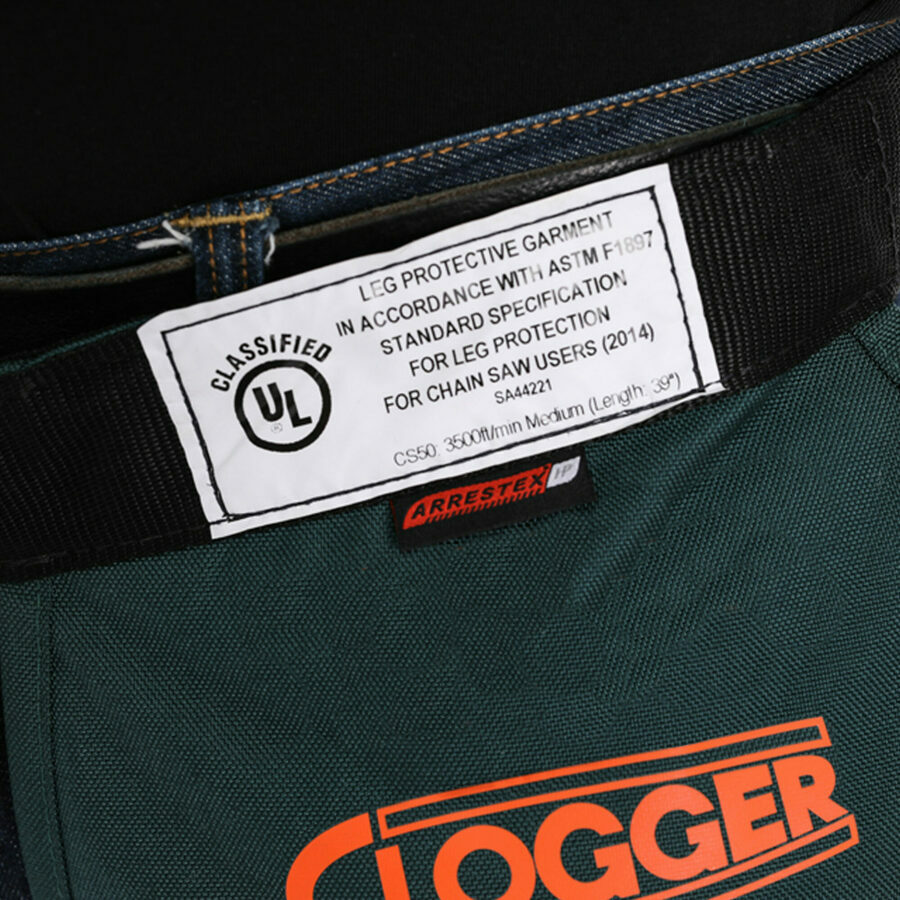 LEG PROTECTIVE GARMENT
IN ACCORDANCE WITH ASTM F1897
STANDARD SPECIFICATION
FOR LEG PROTECTION
FOR CHAIN SAW USERS (2014)
SA44221
CS50: 3500ft/min Medium (Length: 39")
CLASSIFIED
UL
®
ARRESTEX HP
CLOGGER